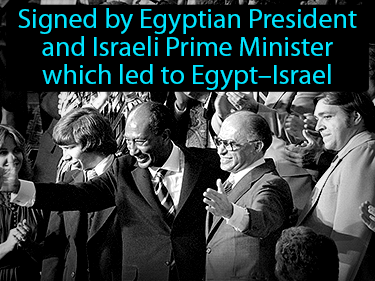 Signed by Egyptian President
and Israeli Prime Minister
which led to Egypt–Israel